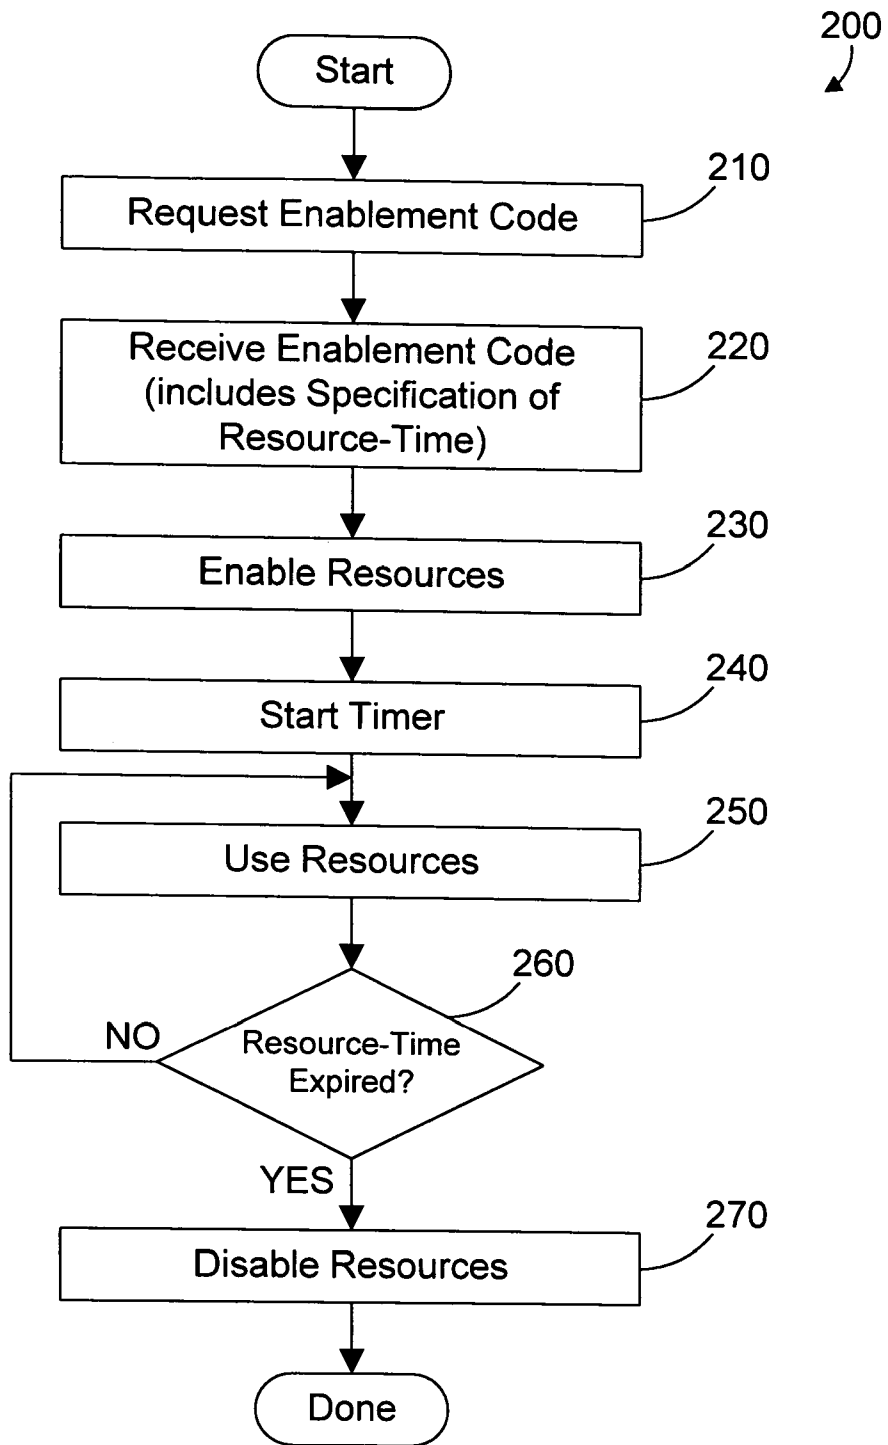 200
Start
210
Request Enablement Code
220
Receive Enablement Code
(includes Specification of
Resource-Time)
230
Enable Resources
240
Start Timer
250
Use Resources
260
NO
Resource-Time
Expired?
YES
270
Disable Resources
Done